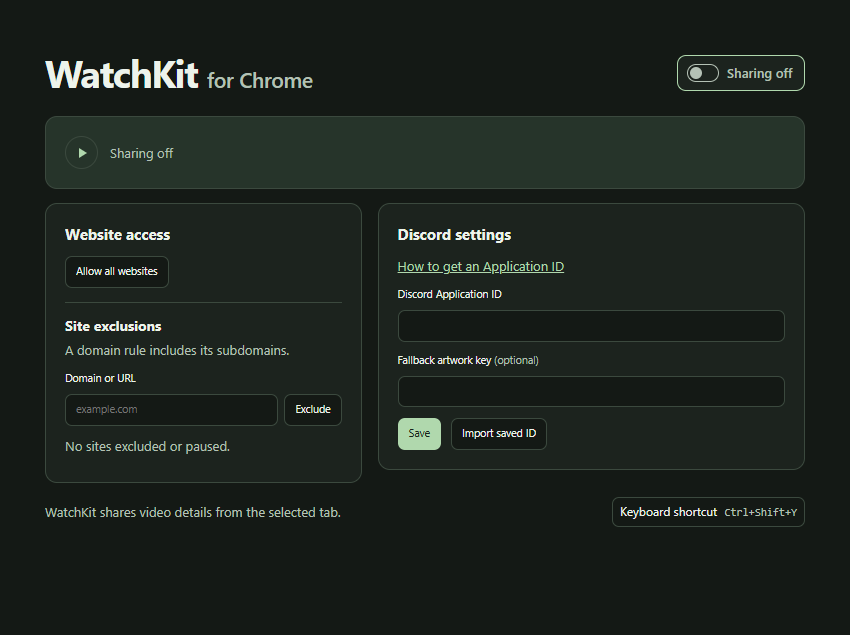 WatchKit for Chrome
Sharing off
Sharing off
Website access
Allow all websites
Site exclusions
A domain rule includes its subdomains.
Domain or URL
example.com
Exclude
No sites excluded or paused.
Discord settings
How to get an Application ID
Discord Application ID
Fallback artwork key (optional)
Save
Import saved ID
WatchKit shares video details from the selected tab.
Keyboard shortcut Ctrl+Shift+Y